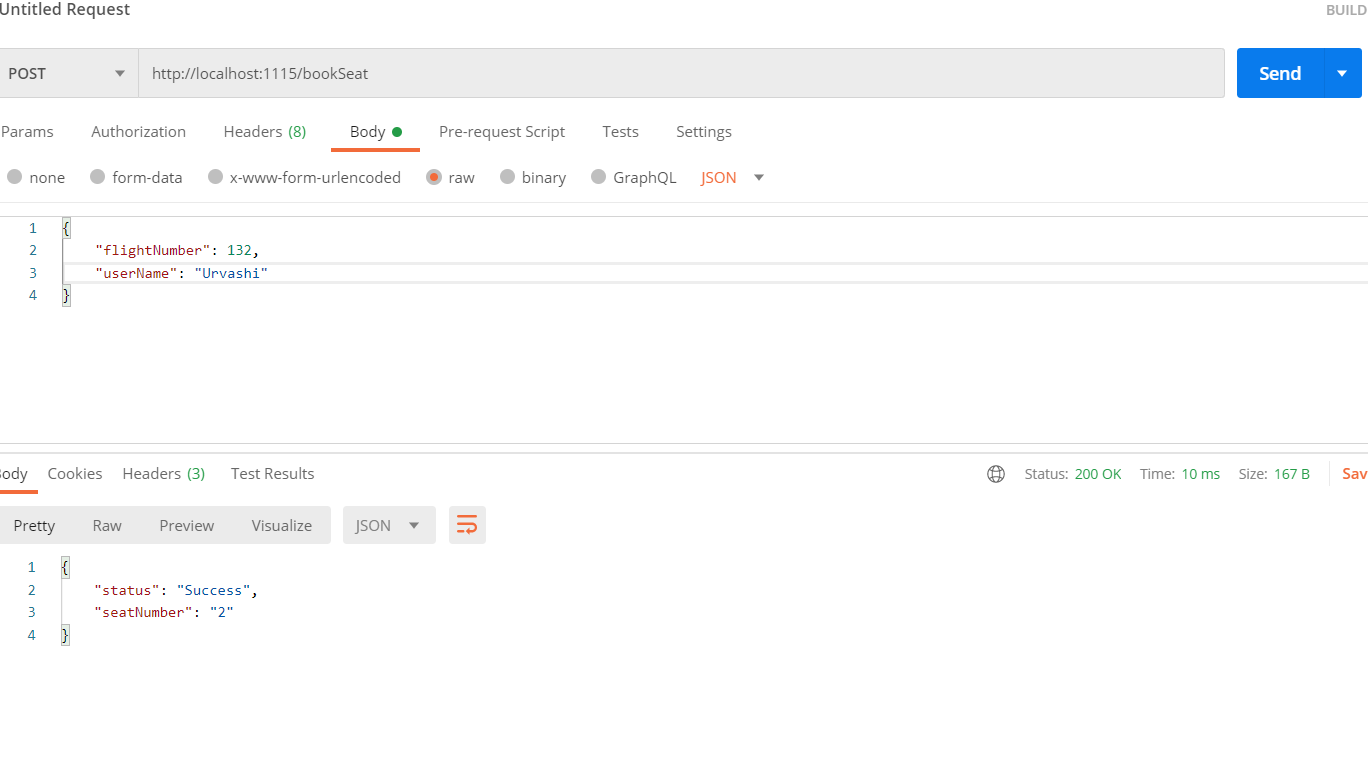 Untitled Request
BUILD
POST
http://localhost:1115/bookSeat
Send
Params Authorization Headers (8) Body Pre-request Script Tests Settings
none form-data x-www-form-urlencoded raw binary GraphQL JSON
1 {
2 "flightNumber": 132,
3 "userName": "Urvashi"
4 }
ody Cookies Headers (3) Test Results
Status: 200 OK Time: 10 ms Size: 167 B Sav
Pretty Raw Preview Visualize JSON
1 {
2 "status": "Success",
3 "seatNumber": "2"
4 }